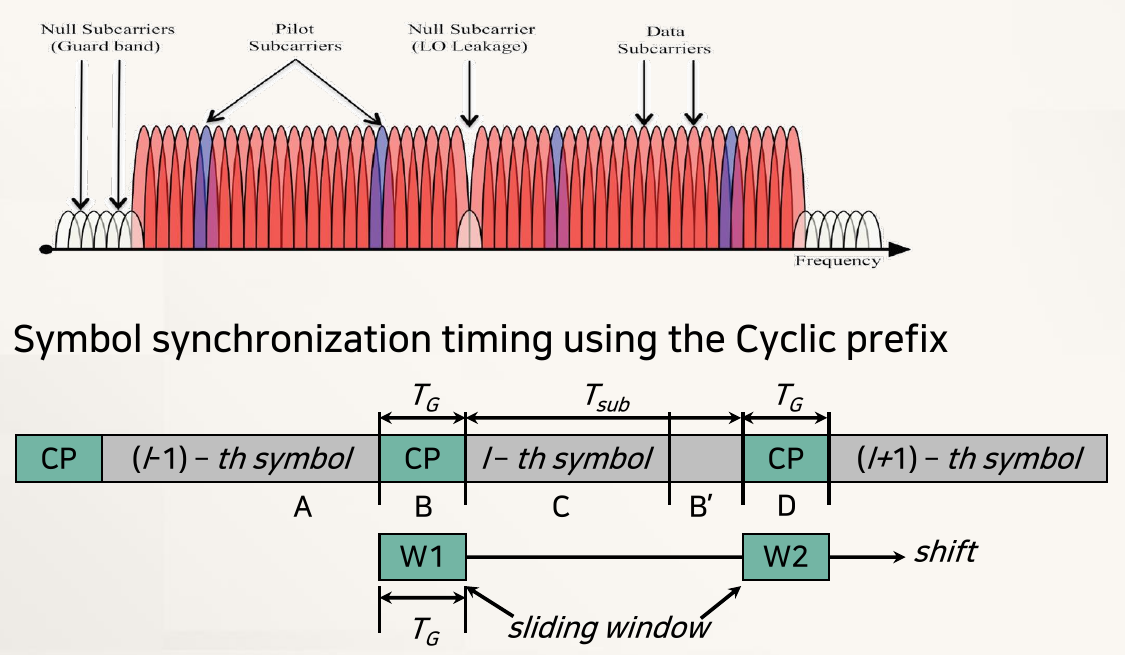 Null Subcarriers
(Guard band)
Pilot
Subcarriers
Null Subcarrier
(LO Leakage)
Data
Subcarriers
Frequency
Symbol synchronization timing using the Cyclic prefix
T_G T_sub T_G
CP (l-1) – th symbol CP l – th symbol CP (l+1) – th symbol
A B C B′ D
W1 W2 shift
T_G sliding window